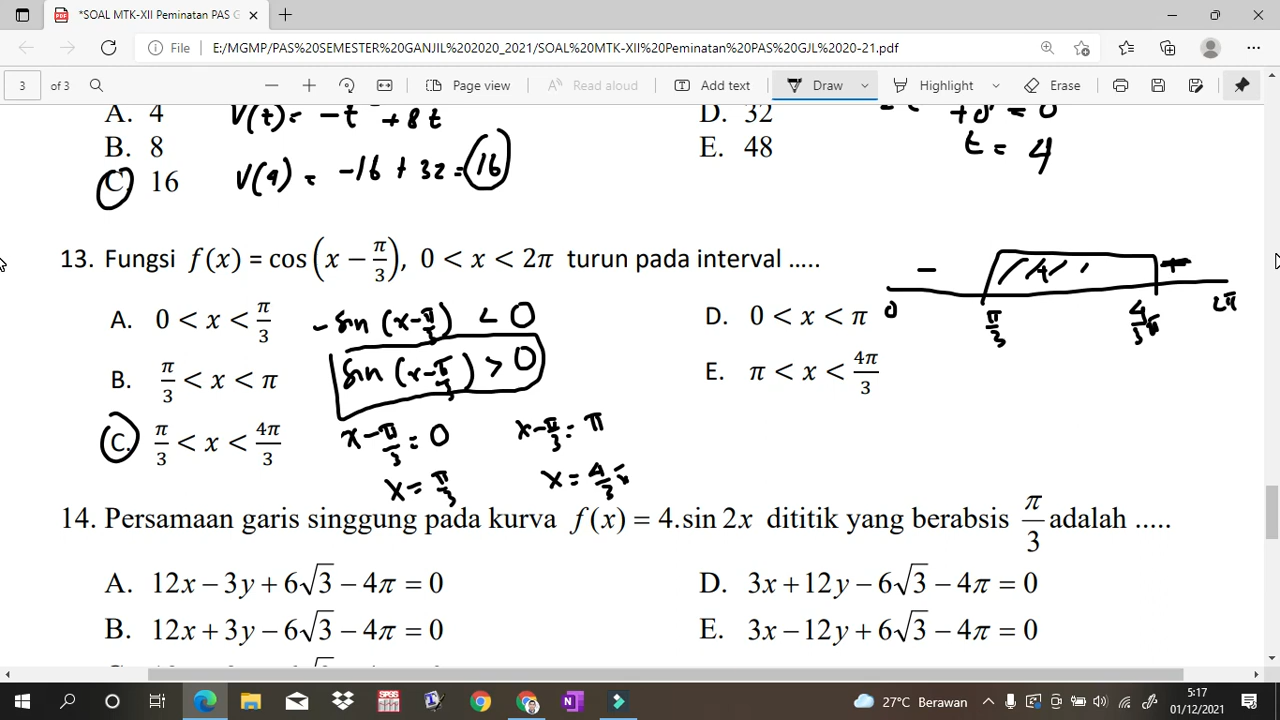 *SOAL MTK-XII Peminatan PAS G
File E:/MGMP/PAS%20SEMESTER%20GANJIL%202020_2021/SOAL%20MTK-XII%20Peminatan%20PAS%20GJL%2020-21.pdf
3 of 3 Page view Read aloud Add text Draw Highlight Erase
A. 4 V(t) = -t + 8t D. 32 + 8 = 0
B. 8 E. 48 t = 4
C. 16 V(4) = -16 + 32 = 16
13. Fungsi f(x) = cos(x − π/3), 0 < x < 2π turun pada interval .....
− +
0 π/3 4/3 π 2π
A. 0 < x < π/3 - sin (x-π/3) < 0 D. 0 < x < π
B. π/3 < x < π sin (x-π/3) > 0 E. π < x < 4π/3
C. π/3 < x < 4π/3 x-π/3 = 0 x-π/3 = π
x = π/3 x = 4/3 π
14. Persamaan garis singgung pada kurva f(x) = 4.sin 2x dititik yang berabsis π/3 adalah .....
A. 12x − 3y + 6√3 − 4π = 0 D. 3x + 12y − 6√3 − 4π = 0
B. 12x + 3y − 6√3 − 4π = 0 E. 3x − 12y + 6√3 − 4π = 0
27°C Berawan 5:17
01/12/2021